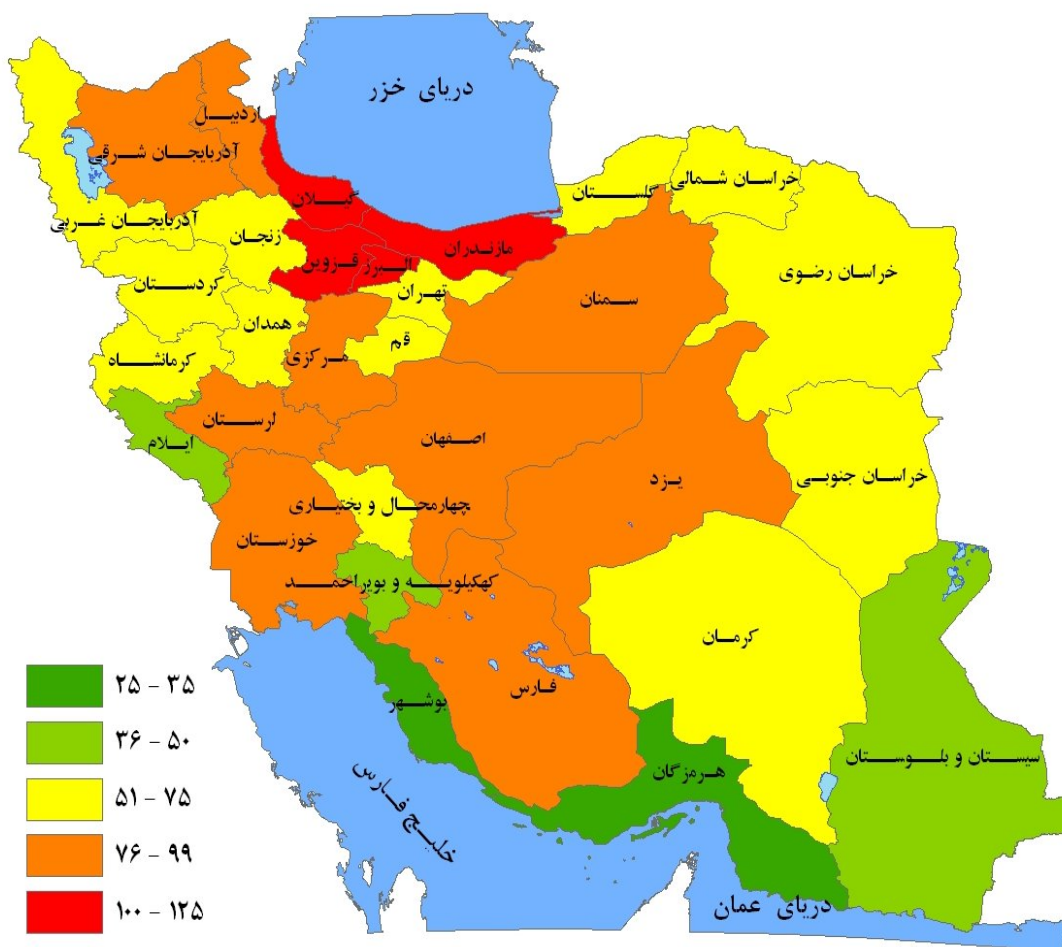 دریای خزر
اردبیل
آذربایجان شرقی
خراسان شمالی
گلستان
گیلان
آذربایجان غربی
زنجان
مازندران
خراسان رضوی
قزوین
البرز
کردستان
تهران
سمنان
همدان
قم
کرمانشاه
مرکزی
لرستان
ایلام
اصفهان
یزد
خراسان جنوبی
چهارمحال و بختیاری
خوزستان
کهکیلویه و بویراحمد
کرمان
فارس
بوشهر
سیستان و بلوستان
هرمزگان
خلیج فارس
دریای عمان
۲۵ - ۳۵
۳۶ - ۵۰
۵۱ - ۷۵
۷۶ - ۹۹
۱۰۰ - ۱۲۵